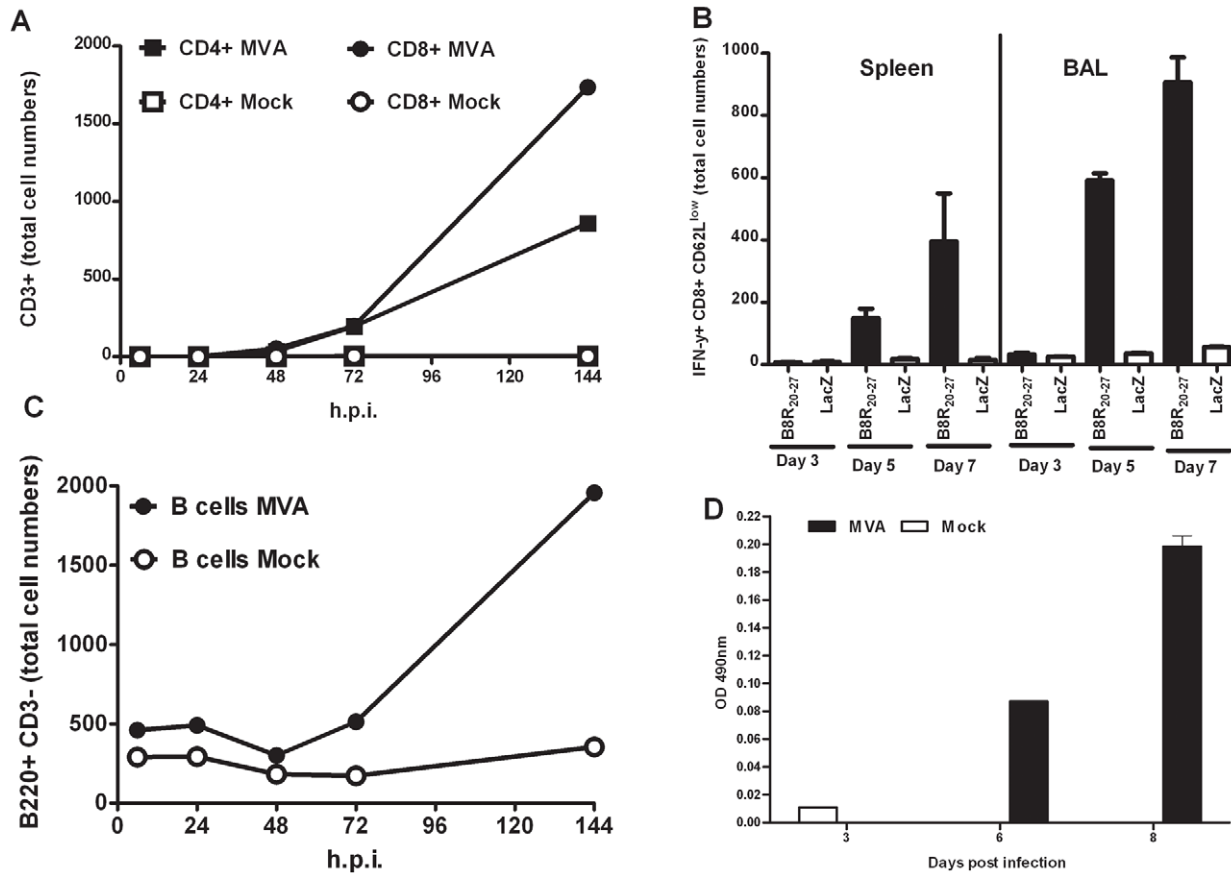 A
CD4+ MVA
CD8+ MVA
CD4+ Mock
CD8+ Mock
CD3+ (total cell numbers)
2000
1500
1000
500
0
0 24 48 72 96 120 144
h.p.i.
B
Spleen BAL
IFN-y+ CD8+ CD62Llow (total cell numbers)
1000
800
600
400
200
0
B8R20-27 LacZ B8R20-27 LacZ B8R20-27 LacZ B8R20-27 LacZ B8R20-27 LacZ B8R20-27 LacZ
Day 3 Day 5 Day 7 Day 3 Day 5 Day 7
C
B cells MVA
B cells Mock
B220+ CD3- (total cell numbers)
2000
1500
1000
500
0
0 24 48 72 96 120 144
h.p.i.
D
MVA Mock
OD 490nm
0.22
0.20
0.18
0.16
0.14
0.12
0.10
0.08
0.06
0.04
0.02
0.00
3 6 8
Days post infection